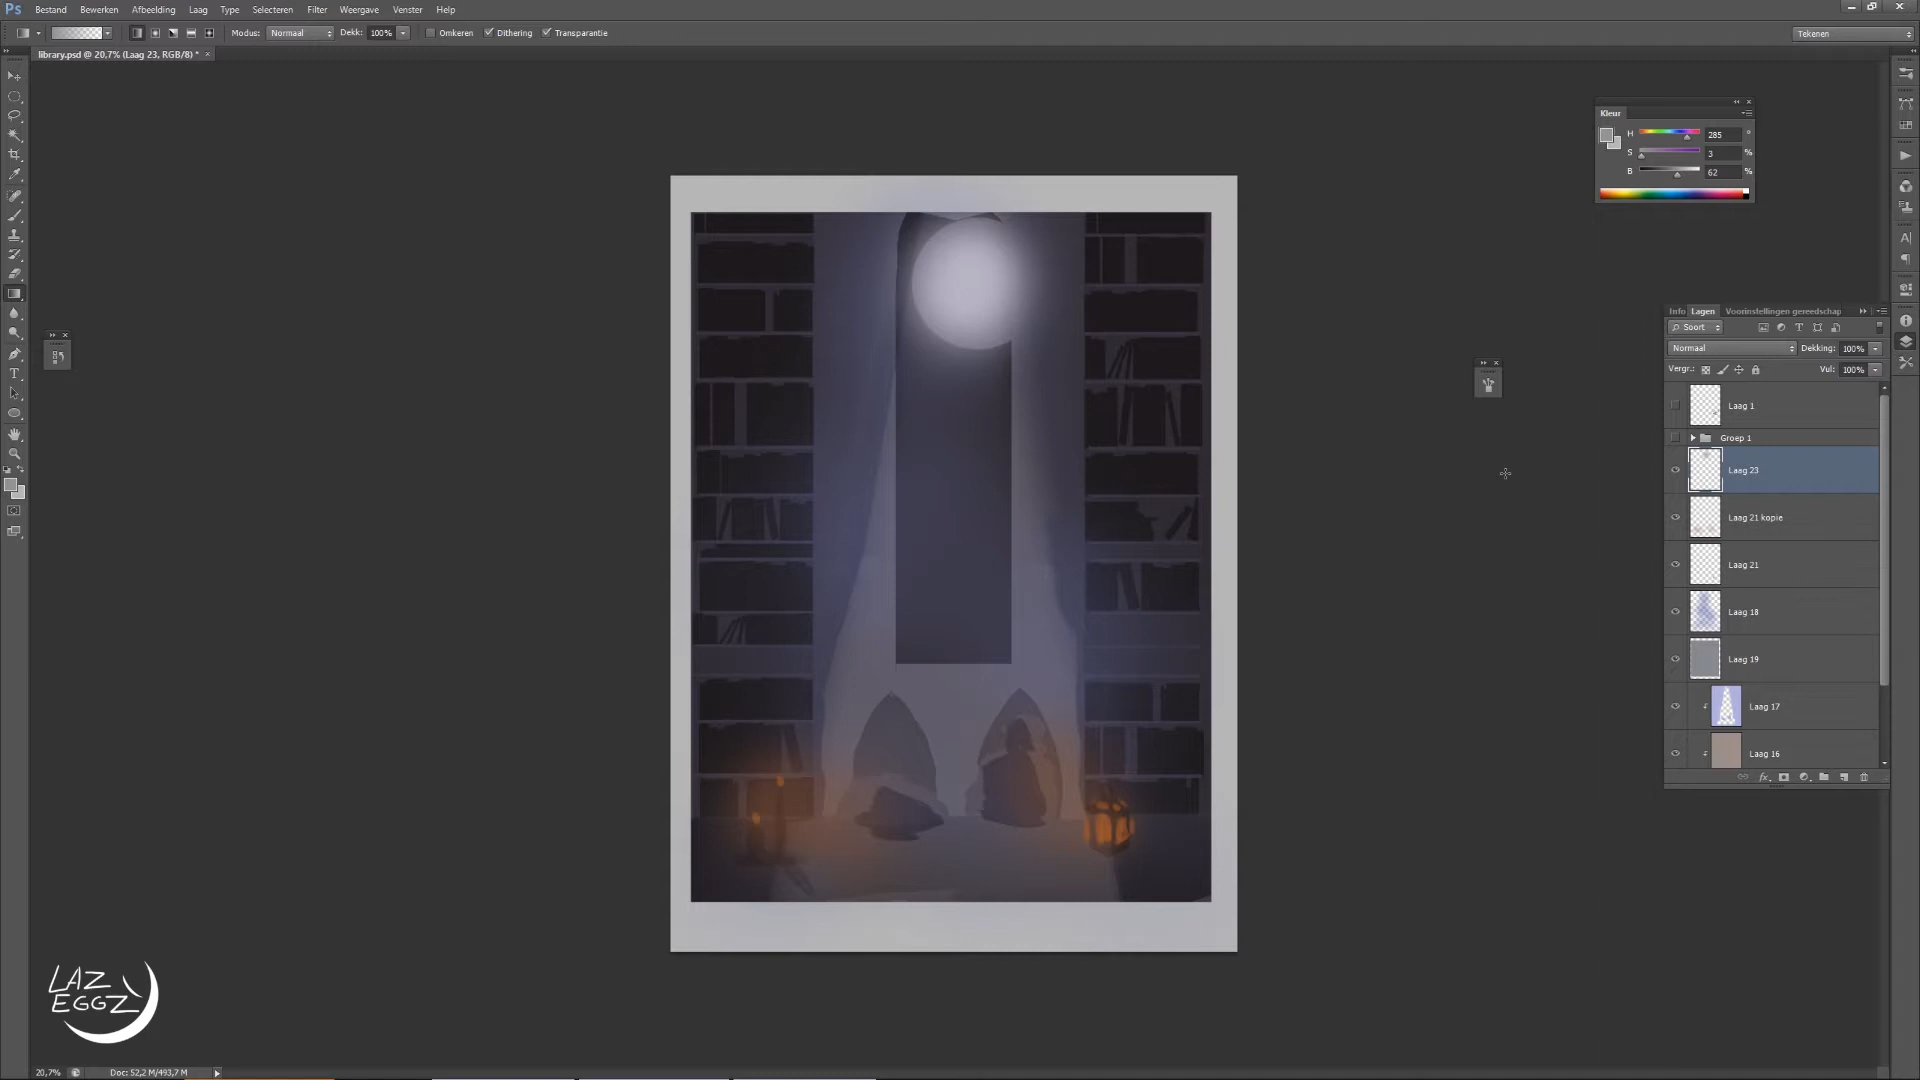 Ps Bestand Bewerken Afbeelding Laag Type Selecteren Filter Weergave Venster Help
Modus: Normaal Dekk: 100% Omkeren Dithering Transparantie Tekenen
library.psd @ 20,7% (Laag 23, RGB/8) * ×
Kleur
H 285 °
S 3 %
B 62 %
Info Lagen Voorinstellingen gereedschap
Soort
Normaal Dekking: 100%
Vergr.: Vul: 100%
Laag 1
Groep 1
Laag 23
Laag 21 kopie
Laag 21
Laag 18
Laag 19
Laag 17
Laag 16
LAZ
EGGZ
20,7% Doc: 52,2 M/493,7 M